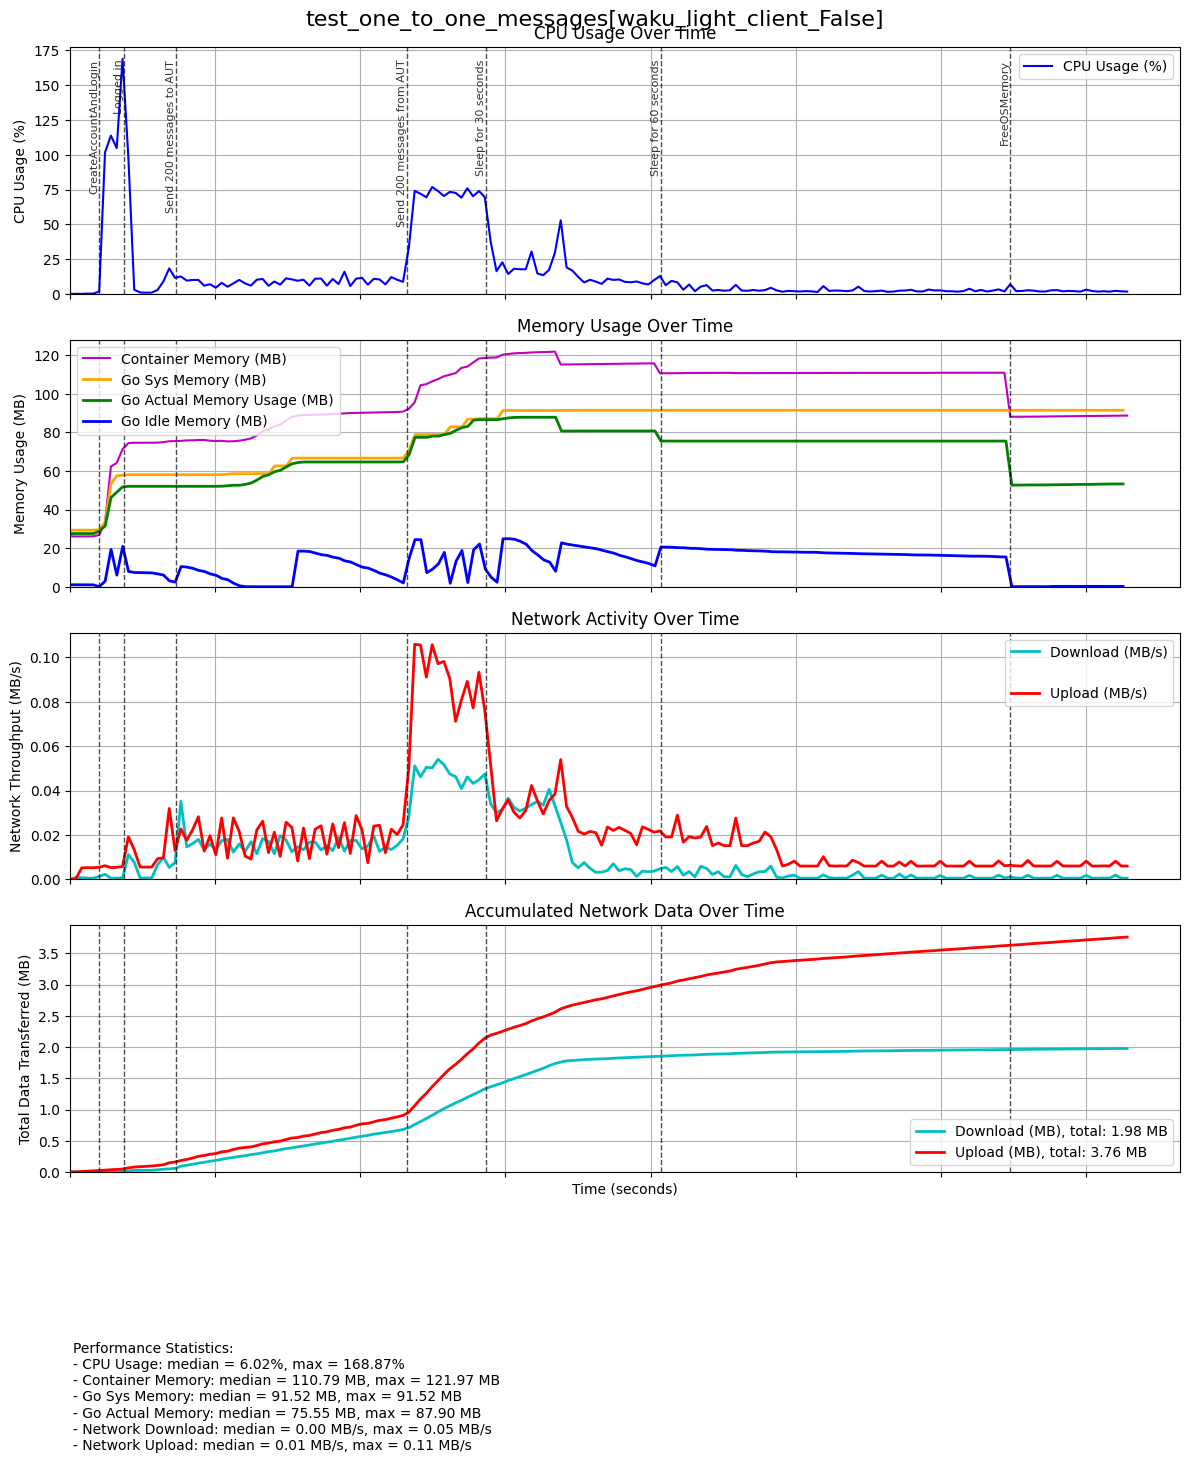 test_one_to_one_messages[waku_light_client_False]
CPU Usage Over Time
CPU Usage (%)
175
150
125
100
75
50
25
0
CreateAccountAndLogin
Logged in
Send 200 messages to AUT
Send 200 messages from AUT
Sleep for 30 seconds
Sleep for 60 seconds
FreeOSMemory
CPU Usage (%)
Memory Usage Over Time
Memory Usage (MB)
120
100
80
60
40
20
0
Container Memory (MB)
Go Sys Memory (MB)
Go Actual Memory Usage (MB)
Go Idle Memory (MB)
Network Activity Over Time
Network Throughput (MB/s)
0.10
0.08
0.06
0.04
0.02
0.00
Download (MB/s)
Upload (MB/s)
Accumulated Network Data Over Time
Total Data Transferred (MB)
3.5
3.0
2.5
2.0
1.5
1.0
0.5
0.0
Download (MB), total: 1.98 MB
Upload (MB), total: 3.76 MB
Time (seconds)
Performance Statistics:
- CPU Usage: median = 6.02%, max = 168.87%
- Container Memory: median = 110.79 MB, max = 121.97 MB
- Go Sys Memory: median = 91.52 MB, max = 91.52 MB
- Go Actual Memory: median = 75.55 MB, max = 87.90 MB
- Network Download: median = 0.00 MB/s, max = 0.05 MB/s
- Network Upload: median = 0.01 MB/s, max = 0.11 MB/s